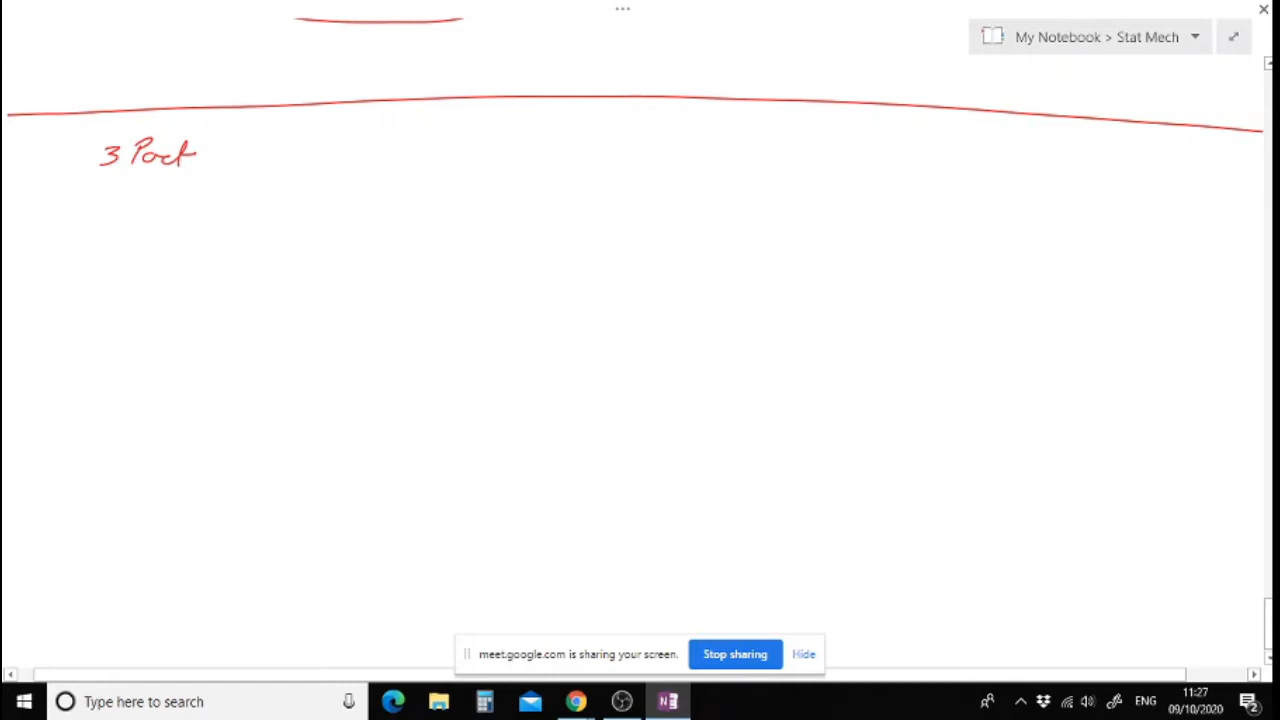 My Notebook > Stat Mech
3 Part
meet.google.com is sharing your screen.
Stop sharing
Hide
Type here to search
ENG
11:27
09/10/2020
2